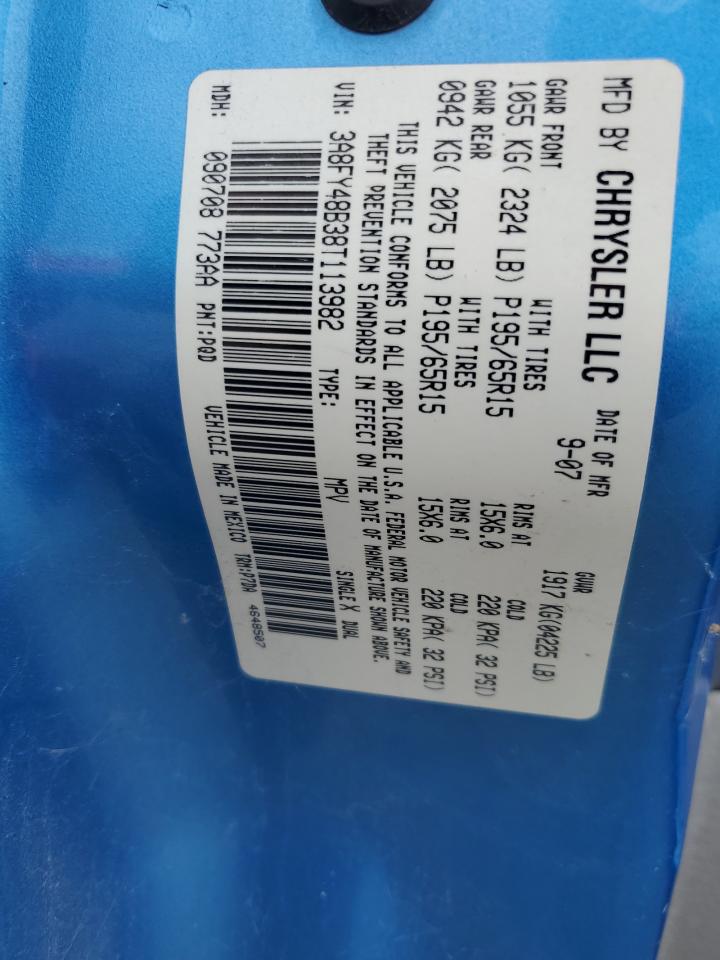 MFD BY CHRYSLER LLC DATE OF MFR 9-07 GVWR 1917 KG(04225 LB)
GAWR FRONT WITH TIRES RIMS AT COLD
1055 KG( 2324 LB) P195/65R15 15X6.0 220 KPA( 32 PSI)
GAWR REAR WITH TIRES RIMS AT COLD
0942 KG( 2075 LB) P195/65R15 15X6.0 220 KPA( 32 PSI)
THIS VEHICLE CONFORMS TO ALL APPLICABLE U.S.A. FEDERAL MOTOR VEHICLE SAFETY AND
THEFT PREVENTION STANDARDS IN EFFECT ON THE DATE OF MANUFACTURE SHOWN ABOVE.
VIN: 3A8FY48B38T113982 TYPE: MPV SINGLE X DUAL
MDH: 090708 773AA PNT:PQD VEHICLE MADE IN MEXICO TRM:D7DA 4648507